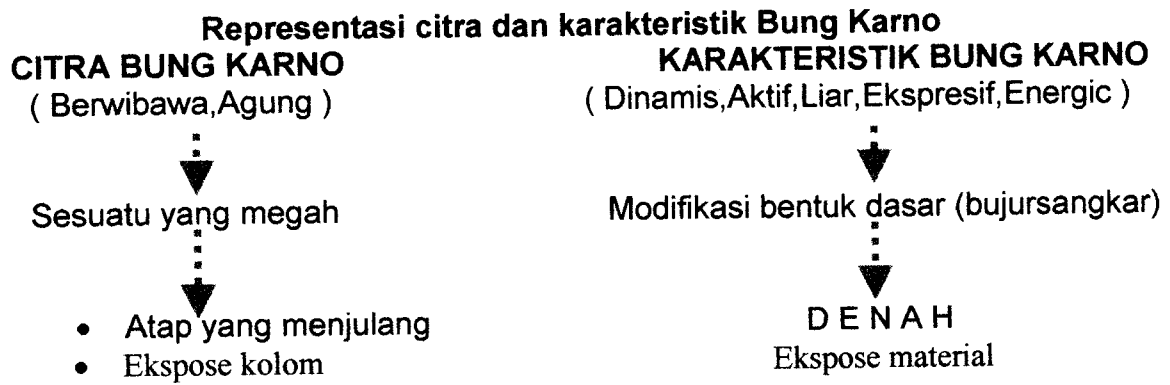 Representasi citra dan karakteristik Bung Karno
CITRA BUNG KARNO
( Berwibawa,Agung )
Sesuatu yang megah
• Atap yang menjulang
• Ekspose kolom
KARAKTERISTIK BUNG KARNO
( Dinamis,Aktif,Liar,Ekspresif,Energic )
Modifikasi bentuk dasar (bujursangkar)
D E N A H
Ekspose material